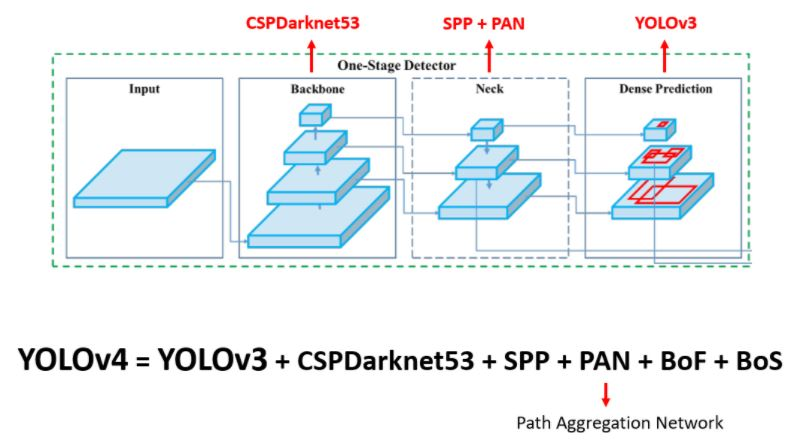 CSPDarknet53 SPP + PAN YOLOv3
One-Stage Detector
Input Backbone Neck Dense Prediction
YOLOv4 = YOLOv3 + CSPDarknet53 + SPP + PAN + BoF + BoS
Path Aggregation Network